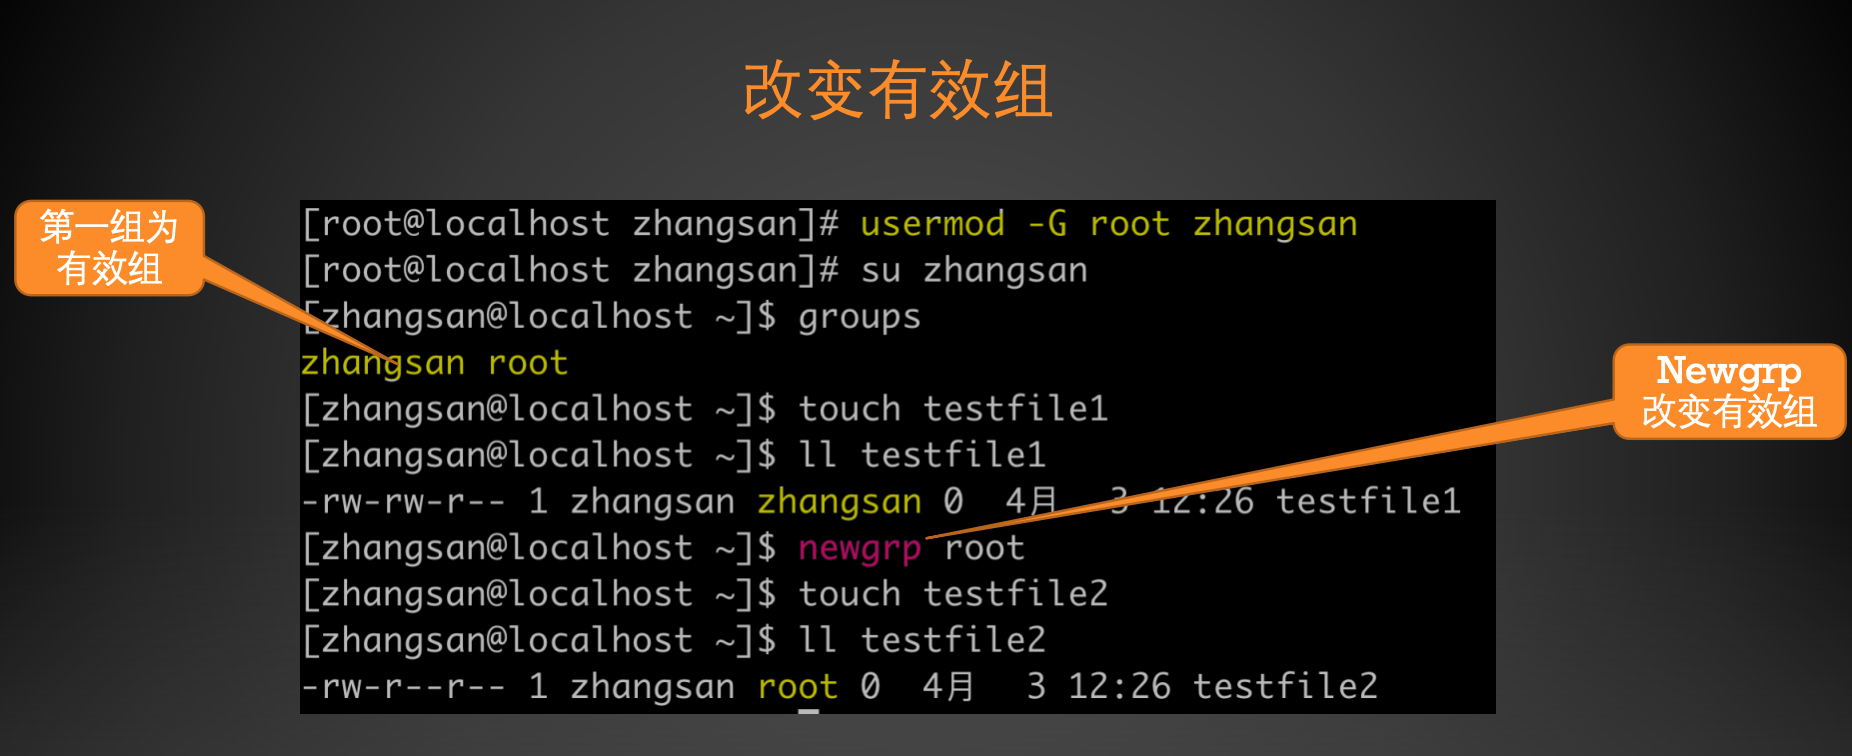 改变有效组
第一组为
有效组
[root@localhost zhangsan]# usermod -G root zhangsan
[root@localhost zhangsan]# su zhangsan
[zhangsan@localhost ~]$ groups
zhangsan root
[zhangsan@localhost ~]$ touch testfile1
[zhangsan@localhost ~]$ ll testfile1
-rw-rw-r-- 1 zhangsan zhangsan 0  4月   3 12:26 testfile1
[zhangsan@localhost ~]$ newgrp root
[zhangsan@localhost ~]$ touch testfile2
[zhangsan@localhost ~]$ ll testfile2
-rw-r--r-- 1 zhangsan root 0  4月   3 12:26 testfile2
Newgrp
改变有效组